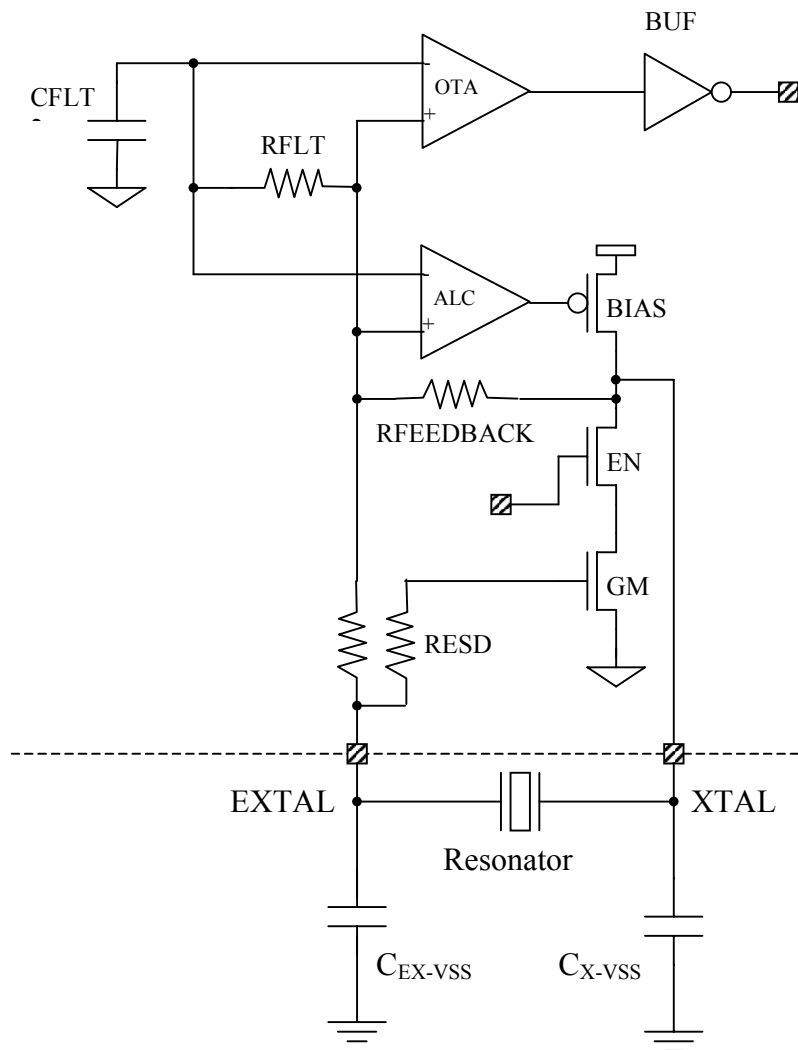 BUF
CFLT
-
OTA
+
RFLT
-
ALC
+
BIAS
RFEEDBACK
EN
GM
RESD
EXTAL
XTAL
Resonator
CEX-VSS
CX-VSS